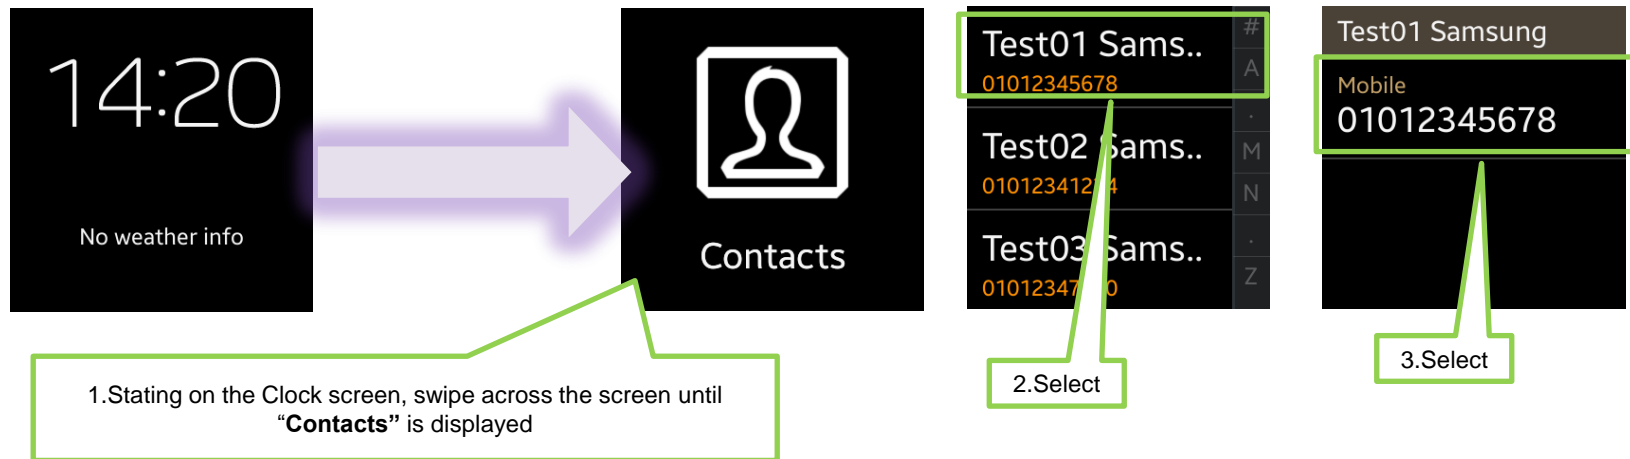 14:20
No weather info
Contacts
Test01 Sams..
01012345678
Test02 Sams..
Test03 Sams..
#
A
.
M
N
.
Z
Test01 Samsung
Mobile
01012345678
1.Stating on the Clock screen, swipe across the screen until
“Contacts” is displayed
2.Select
3.Select